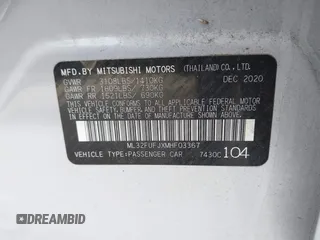 MFD.BY MITSUBISHI MOTORS (THAILAND) CO.,LTD.
GVWR 3108LBS/1410KG DEC 2020
GAWR FR 1609LBS/ 730KG
GAWR RR 1521LBS/ 690KG
THIS VEHICLE CONFORMS TO ALL APPLICABLE FEDERAL MOTOR VEHICLE
SAFETY, BUMPER, AND THEFT PREVENTION STANDARDS IN
EFFECT ON THE DATE OF MANUFACTURE SHOWN ABOVE.
ML32FUFJXMHF03367
VEHICLE TYPE:PASSENGER CAR 7430C 104
OKBIDFAX